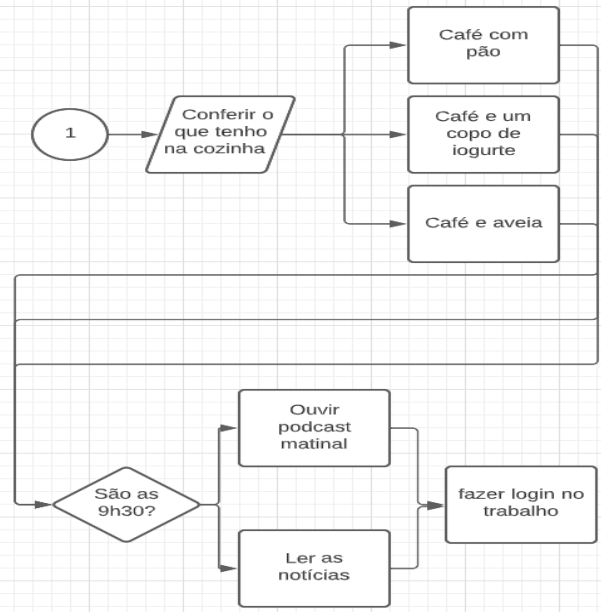 Café com
pão
1
Conferir o
que tenho
na cozinha
Café e um
copo de
iogurte
Café e aveia
Ouvir
podcast
matinal
São as
9h30?
fazer login no
trabalho
Ler as
notícias